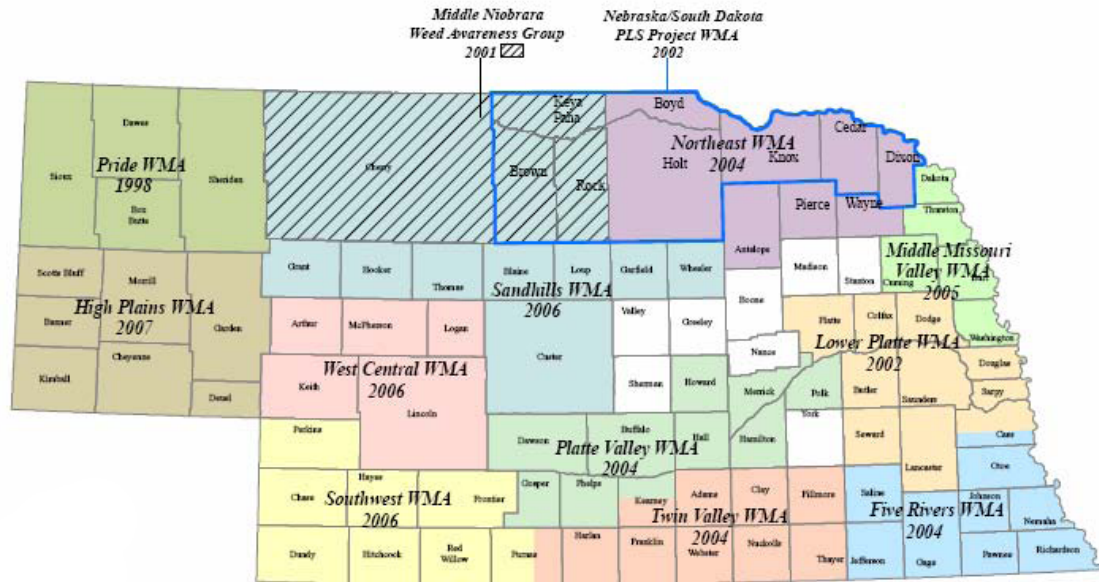 Middle Niobrara
Weed Awareness Group
2001
Nebraska/South Dakota
PLS Project WMA
2002
Keya
Paha
Boyd
Cedar
Dawes
Northeast WMA
2004
Pride WMA
1998
Cherry
Holt
Knox
Dixon
Sioux
Sheridan
Brown
Rock
Dakota
Box
Butte
Pierce
Wayne
Thurston
Antelope
Middle Missouri
Valley WMA
2005
Scotts Bluff
Morrill
Grant
Hooker
Thomas
Blaine
Loup
Garfield
Wheeler
Madison
Stanton
Cuming
Burt
Sandhills WMA
2006
High Plains WMA
2007
Banner
Garden
Arthur
McPherson
Logan
Valley
Greeley
Boone
Platte
Colfax
Dodge
Washington
Lower Platte WMA
2002
Nance
Kimball
Cheyenne
Deuel
Keith
West Central WMA
2006
Lincoln
Custer
Sherman
Howard
Merrick
Polk
Butler
Saunders
Douglas
Sarpy
York
Perkins
Dawson
Buffalo
Hall
Hamilton
Seward
Cass
Platte Valley WMA
2004
Lancaster
Otoe
Chase
Hayes
Frontier
Gosper
Phelps
Kearney
Adams
Clay
Fillmore
Saline
Johnson
Nemaha
Southwest WMA
2006
Twin Valley WMA
2004
Five Rivers WMA
2004
Dundy
Hitchcock
Red
Willow
Furnas
Harlan
Franklin
Webster
Nuckolls
Thayer
Jefferson
Gage
Pawnee
Richardson